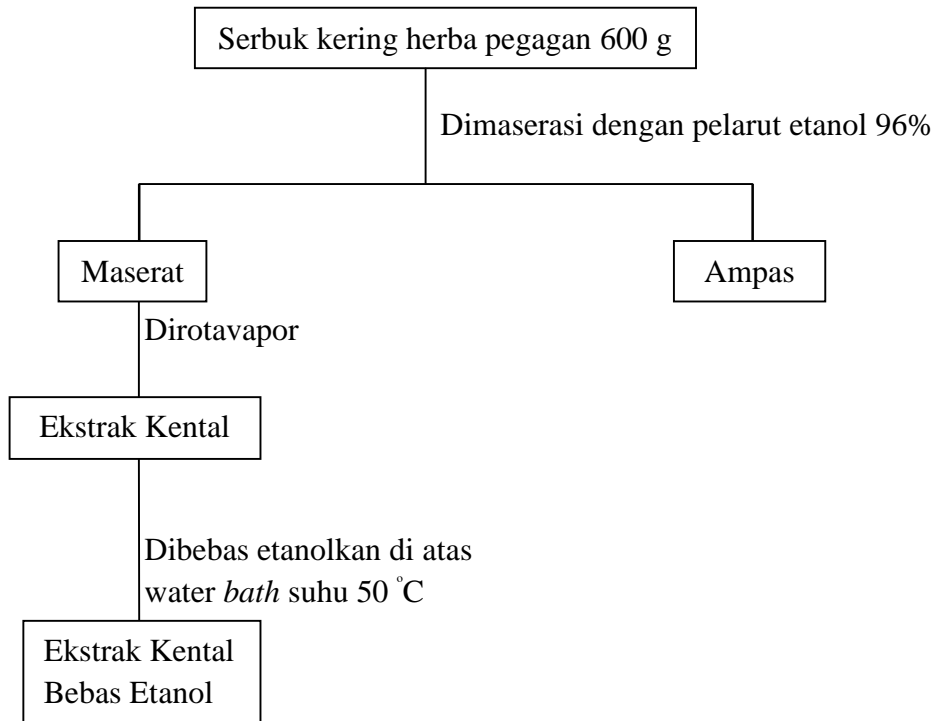 Serbuk kering herba pegagan 600 g
Dimaserasi dengan pelarut etanol 96%
Maserat
Ampas
Dirotavapor
Ekstrak Kental
Dibebas etanolkan di atas
water bath suhu 50 °C
Ekstrak Kental
Bebas Etanol